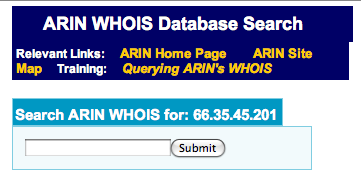 ARIN WHOIS Database Search
Relevant Links: ARIN Home Page ARIN Site
Map Training: Querying ARIN's WHOIS
Search ARIN WHOIS for: 66.35.45.201
Submit